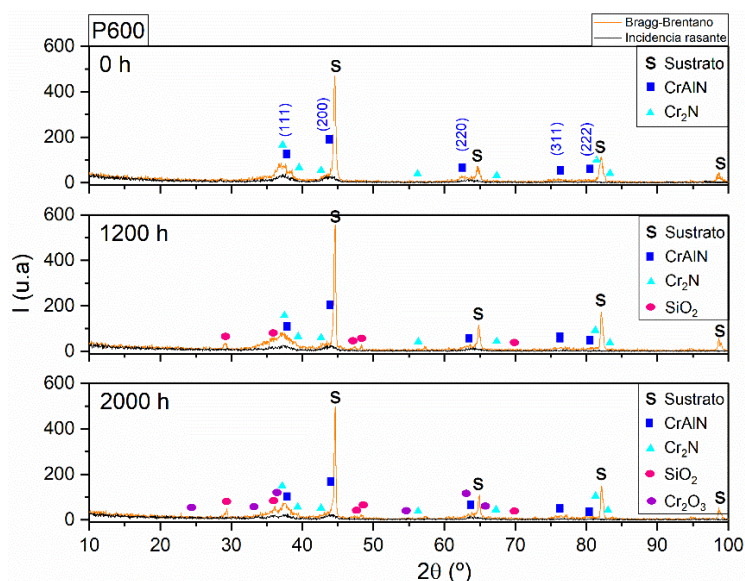 P600
Bragg-Brentano
Incidencia rasante
I (u.a)
600
400
200
0
0 h
S
(111)
(200)
(220)
S
(311)
(222)
S
S
S Sustrato
CrAlN
Cr₂N
600
400
200
0
1200 h
S
S
S
S
S Sustrato
CrAlN
Cr₂N
SiO₂
600
400
200
0
2000 h
S
S
S
S
S Sustrato
CrAlN
Cr₂N
SiO₂
Cr₂O₃
10 20 30 40 50 60 70 80 90 100
2θ (º)